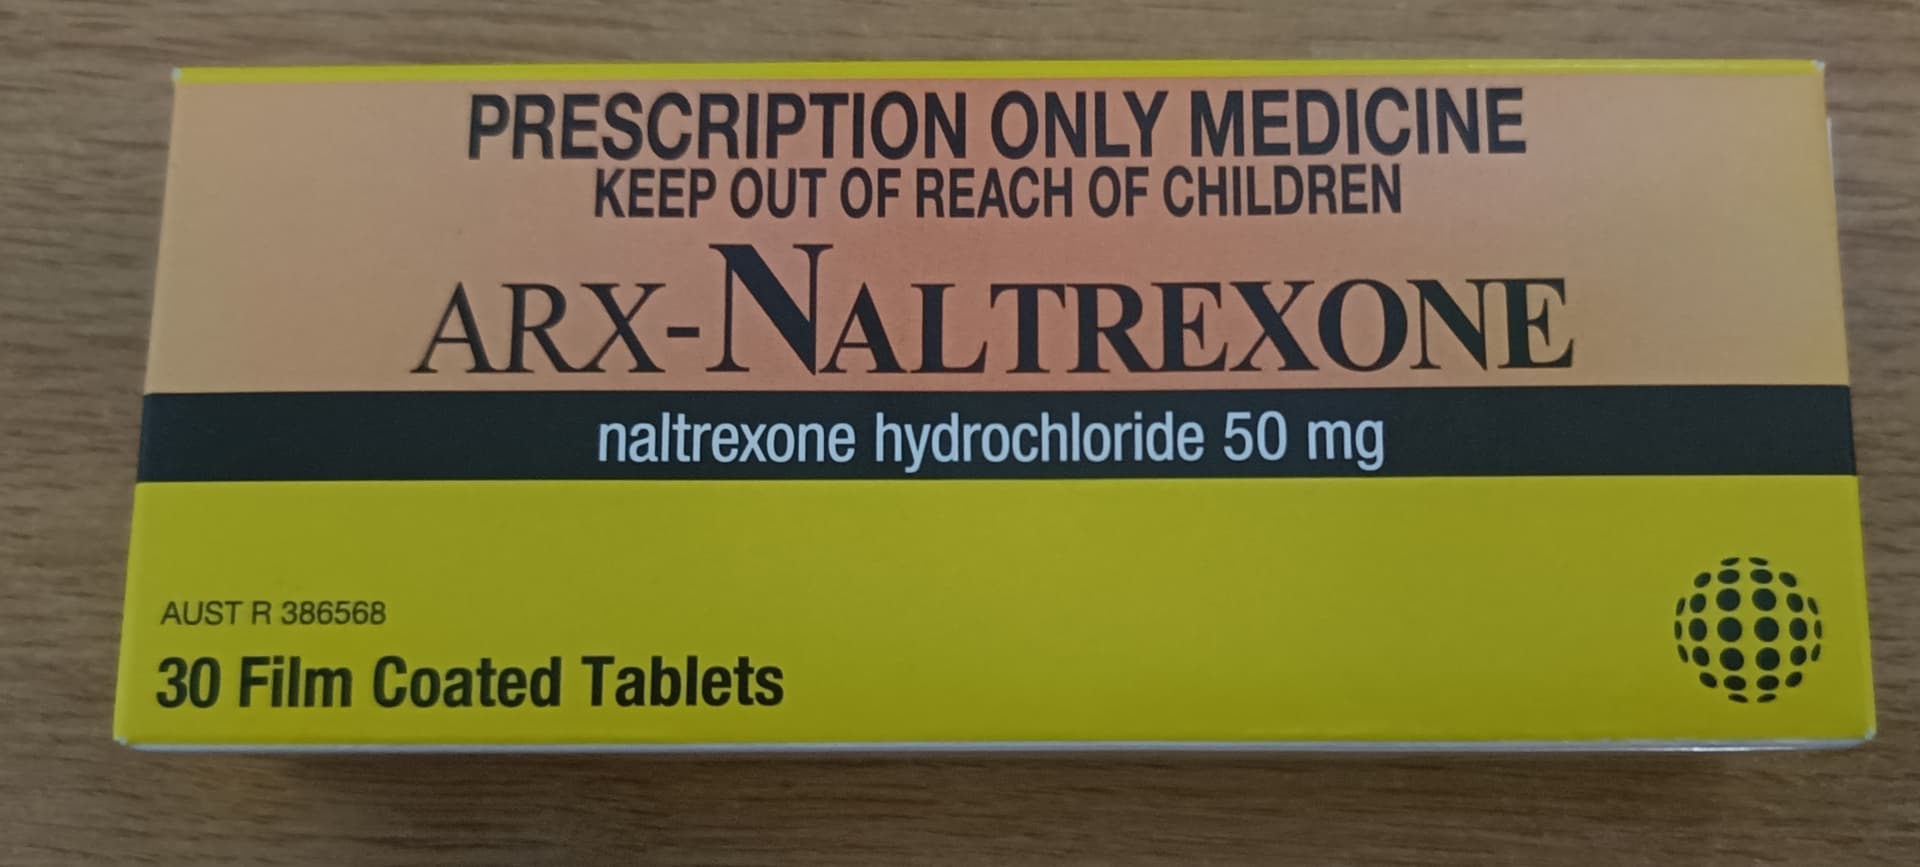 PRESCRIPTION ONLY MEDICINE
KEEP OUT OF REACH OF CHILDREN
ARX-NALTREXONE
naltrexone hydrochloride 50 mg
AUST R 386568
30 Film Coated Tablets